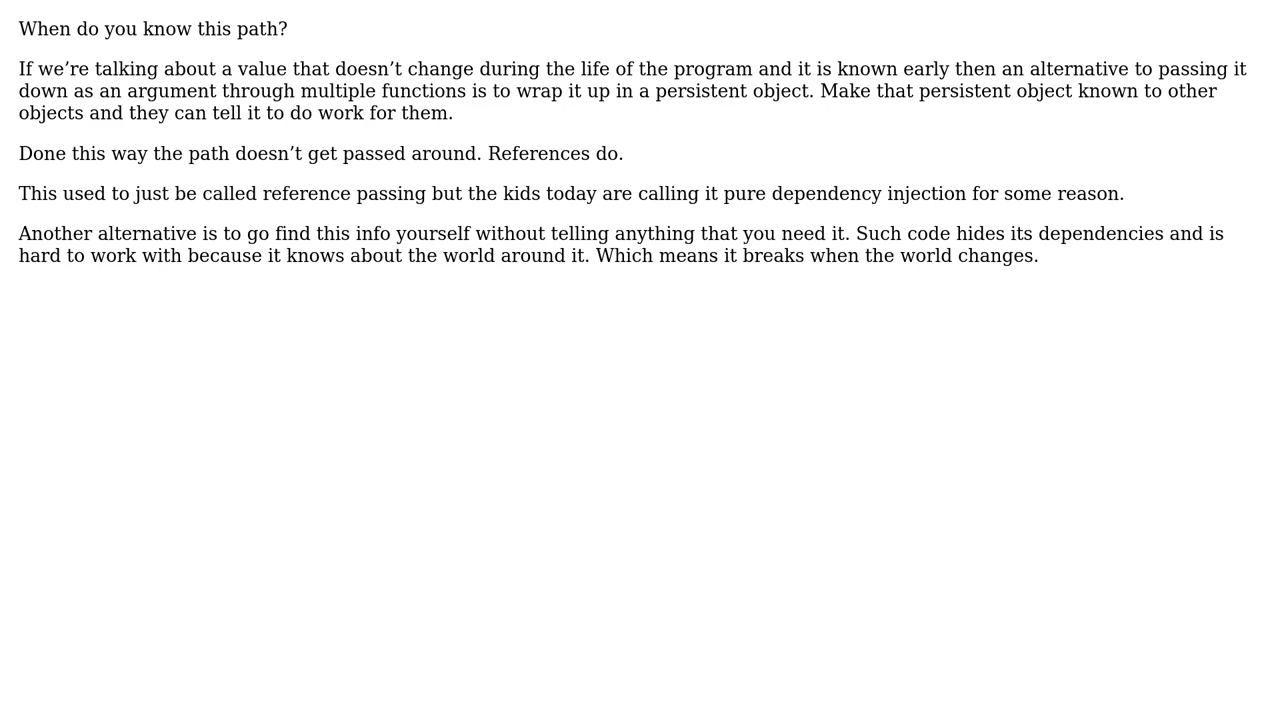 When do you know this path?
If we’re talking about a value that doesn’t change during the life of the program and it is known early then an alternative to passing it
down as an argument through multiple functions is to wrap it up in a persistent object. Make that persistent object known to other
objects and they can tell it to do work for them.
Done this way the path doesn’t get passed around. References do.
This used to just be called reference passing but the kids today are calling it pure dependency injection for some reason.
Another alternative is to go find this info yourself without telling anything that you need it. Such code hides its dependencies and is
hard to work with because it knows about the world around it. Which means it breaks when the world changes.